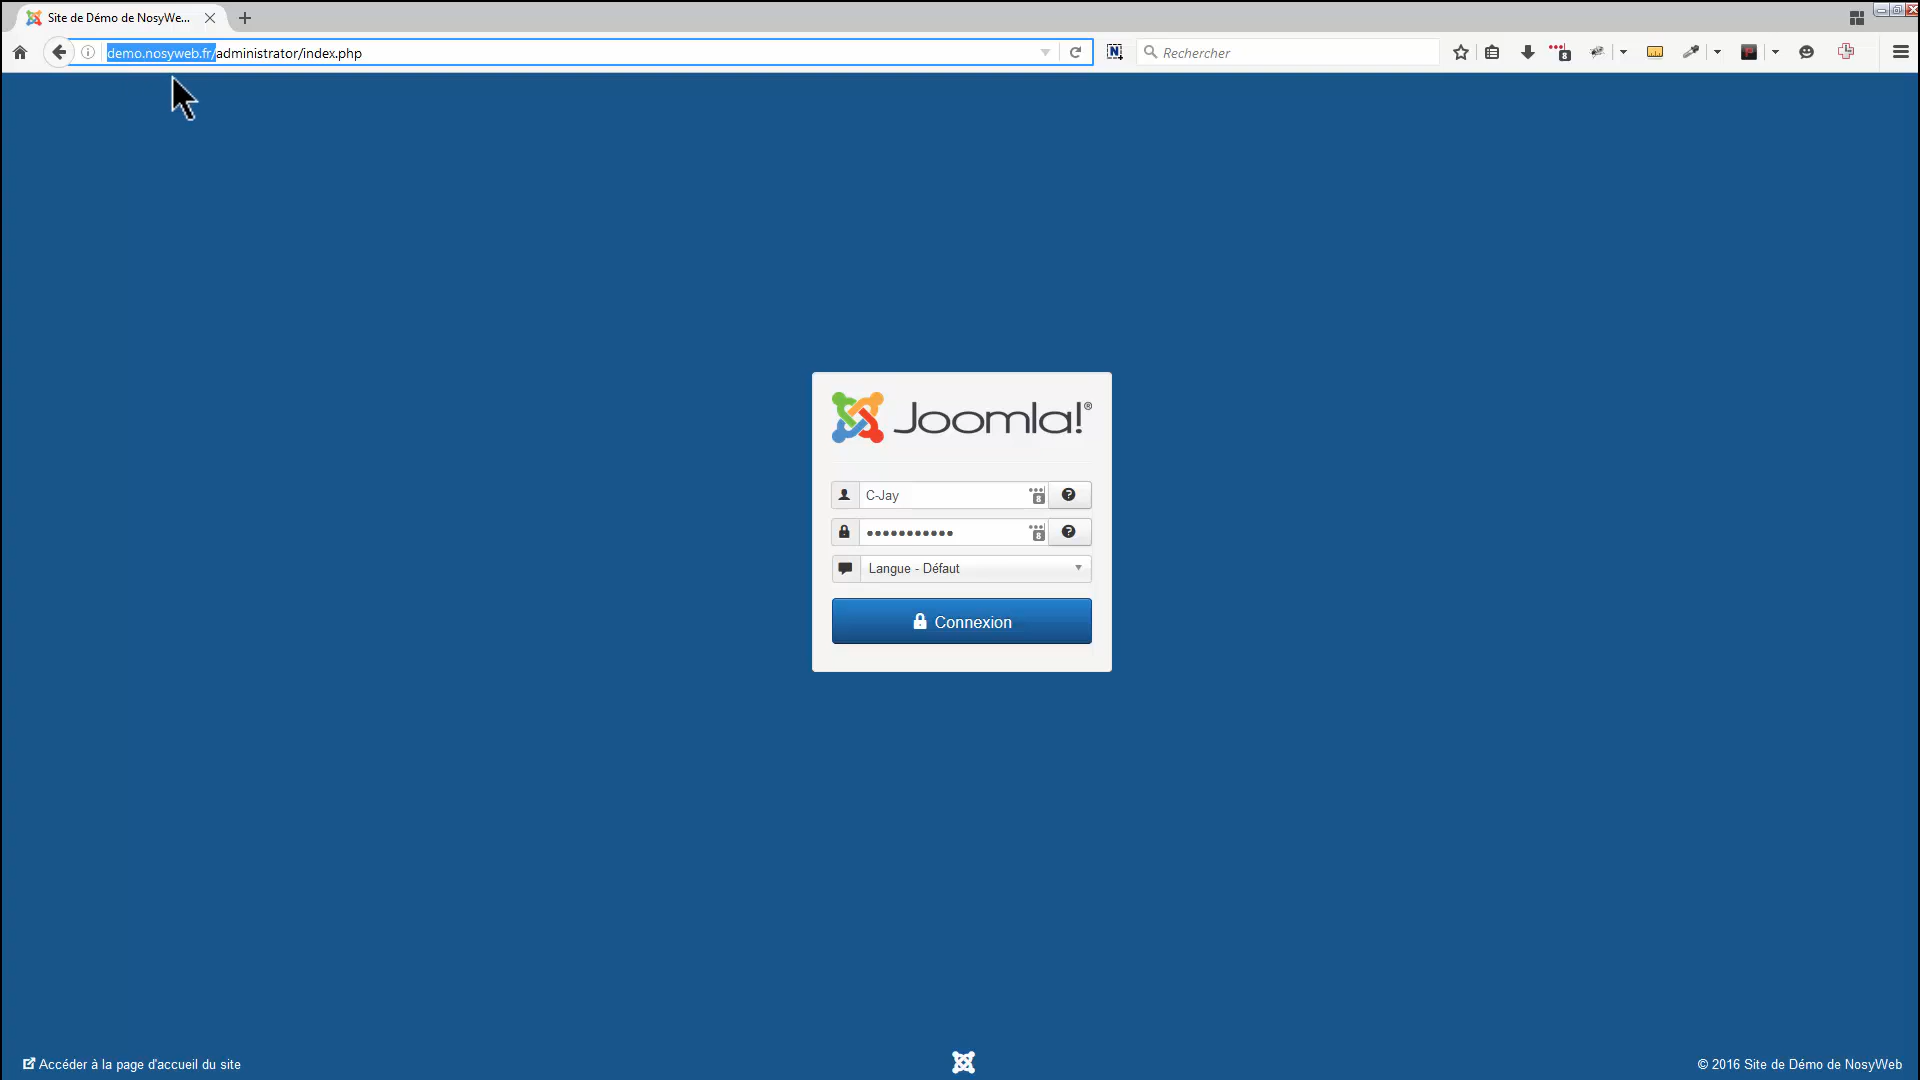 Site de Démo de NosyWe...
demo.nosyweb.fr/administrator/index.php
Rechercher
Joomla!®
C-Jay
•••••••••••
Langue - Défaut
Connexion
Accéder à la page d'accueil du site
© 2016 Site de Démo de NosyWeb